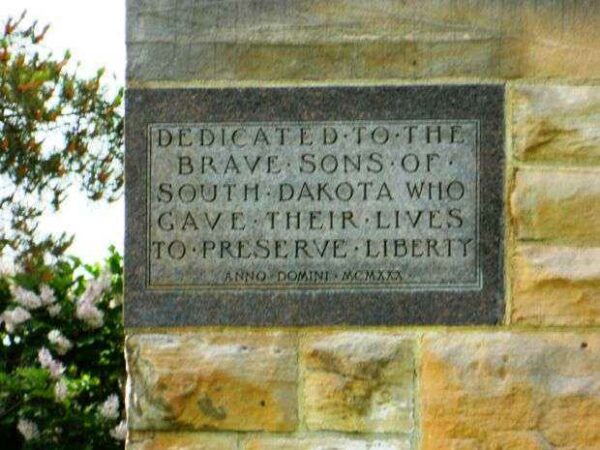 DEDICATED·TO·THE
BRAVE·SONS·OF·
SOUTH·DAKOTA WHO
GAVE·THEIR·LIVES
TO·PRESERVE·LIBERTY
ANNO·DOMINI·MCMXXX·